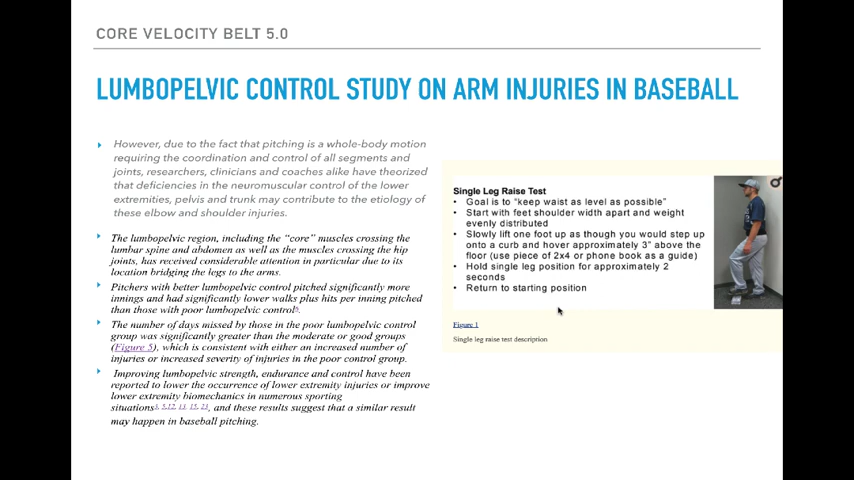 CORE VELOCITY BELT 5.0
LUMBOPELVIC CONTROL STUDY ON ARM INJURIES IN BASEBALL
However, due to the fact that pitching is a whole-body motion
requiring the coordination and control of all segments and
joints, researchers, clinicians and coaches alike have theorized
that deficiencies in the neuromuscular control of the lower
extremities, pelvis and trunk may contribute to the etiology of
these elbow and shoulder injuries.
The lumbopelvic region, including the "core" muscles crossing the
lumbar spine and abdomen as well as the muscles crossing the hip
joints, has received considerable attention in particular due to its
location bridging the legs to the arms.
Pitchers with better lumbopelvic control pitched significantly more
innings and had significantly lower walks plus hits per inning pitched
than those with poor lumbopelvic control
The number of days missed by those in the poor lumbopelvic control
group was significantly greater than the moderate or good groups
(Figure 5), which is consistent with either an increased number of
injuries or increased severity of injuries in the poor control group.
Improving lumbopelvic strength, endurance and control have been
reported to lower the occurrence of lower extremity injuries or improve
lower extremity biomechanics in numerous sporting
situations, and these results suggest that a similar result
may happen in baseball pitching.
Single Leg Raise Test
• Goal is to "keep waist as level as possible"
• Start with feet shoulder width apart and weight
evenly distributed
• Slowly lift one foot up as though you would step up
onto a curb and hover approximately 3" above the
floor (use piece of 2x4 or phone book as a guide)
• Hold single leg position for approximately 2
seconds
• Return to starting position
Figure 1
Single leg raise test description